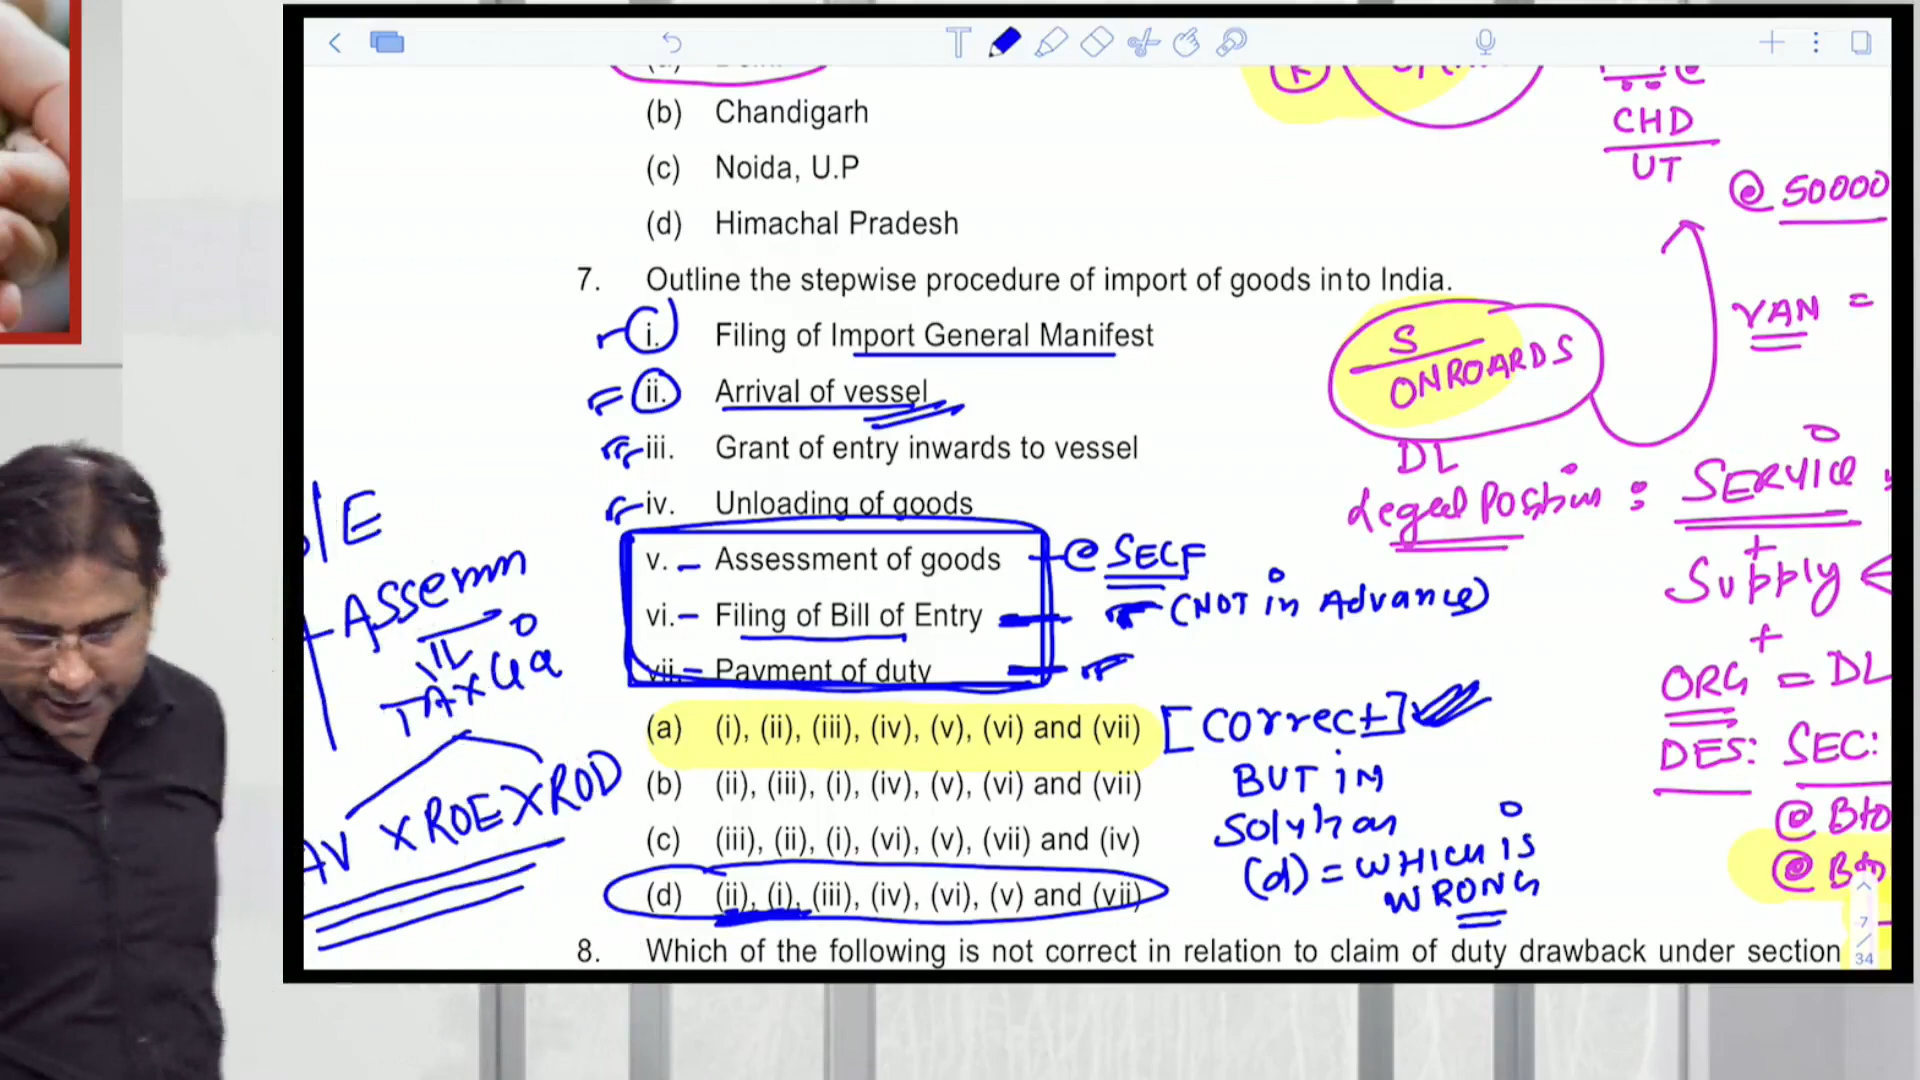 (b) Chandigarh
(c) Noida, U.P
(d) Himachal Pradesh
CHD
UT
@ 50000
7. Outline the stepwise procedure of import of goods into India.
i. Filing of Import General Manifest
ii. Arrival of vessel
iii. Grant of entry inwards to vessel
iv. Unloading of goods
v. Assessment of goods
vi. Filing of Bill of Entry
vii. Payment of duty
(a) (i), (ii), (iii), (iv), (v), (vi) and (vii)
(b) (ii), (iii), (i), (iv), (v), (vi) and (vii)
(c) (iii), (ii), (i), (vi), (v), (vii) and (iv)
(d) (ii), (i), (iii), (iv), (vi), (v) and (vii)
8. Which of the following is not correct in relation to claim of duty drawback under section
@ SELF
(NOT in Advance)
[Correct]
BUT in
Solution
(d) = WHICH is
WRONG
VAN =
S
ONROARDS
DL
Legal Position : SERVICE
+
Supply <
+
ORG = DL
DES: SEC:
@ Bto
@ Bto
AV X ROE X ROD
7
34